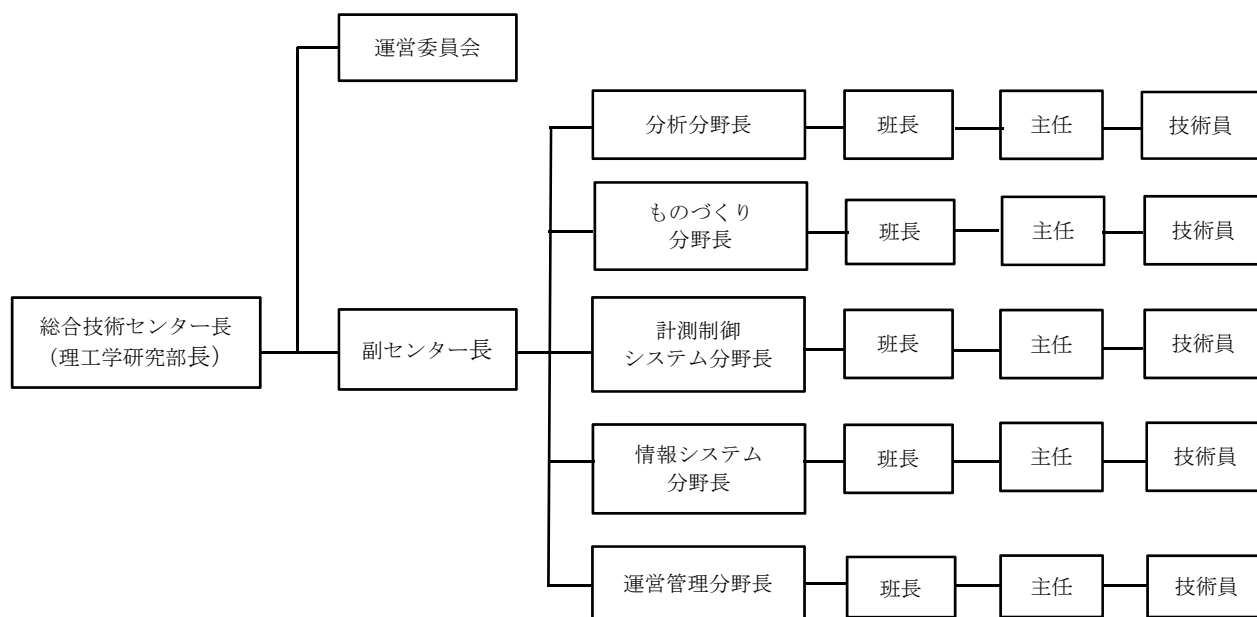 運営委員会
分析分野長
班長
主任
技術員
ものづくり
分野長
班長
主任
技術員
総合技術センター長
（理工学研究部長）
副センター長
計測制御
システム分野長
班長
主任
技術員
情報システム
分野長
班長
主任
技術員
運営管理分野長
班長
主任
技術員